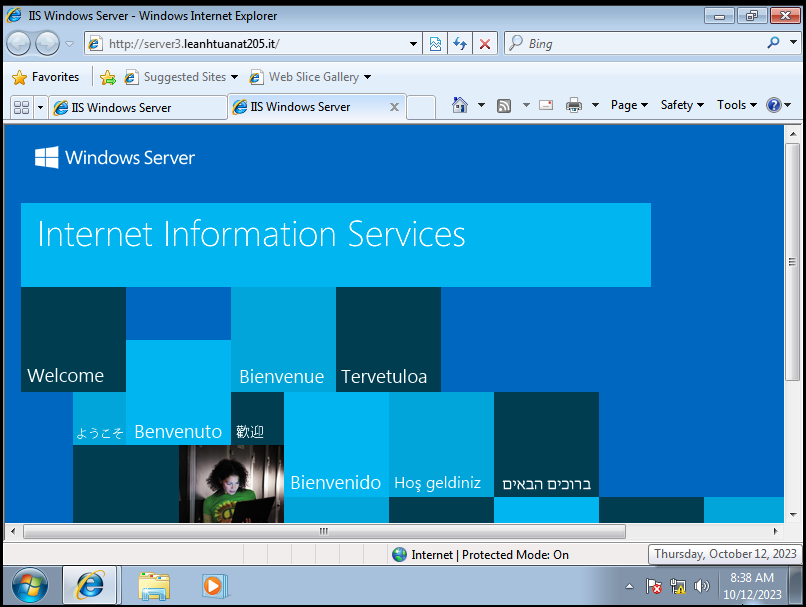 IIS Windows Server - Windows Internet Explorer
http://server3.leanhtuanat205.it/
Bing
Favorites
Suggested Sites
Web Slice Gallery
IIS Windows Server
IIS Windows Server
Page
Safety
Tools
Windows Server
Internet Information Services
Welcome
Bienvenue
Tervetuloa
ようこそ
Benvenuto
歡迎
Bienvenido
Hoş geldiniz
ברוכים הבאים
Internet | Protected Mode: On
Thursday, October 12, 2023
8:38 AM
10/12/2023